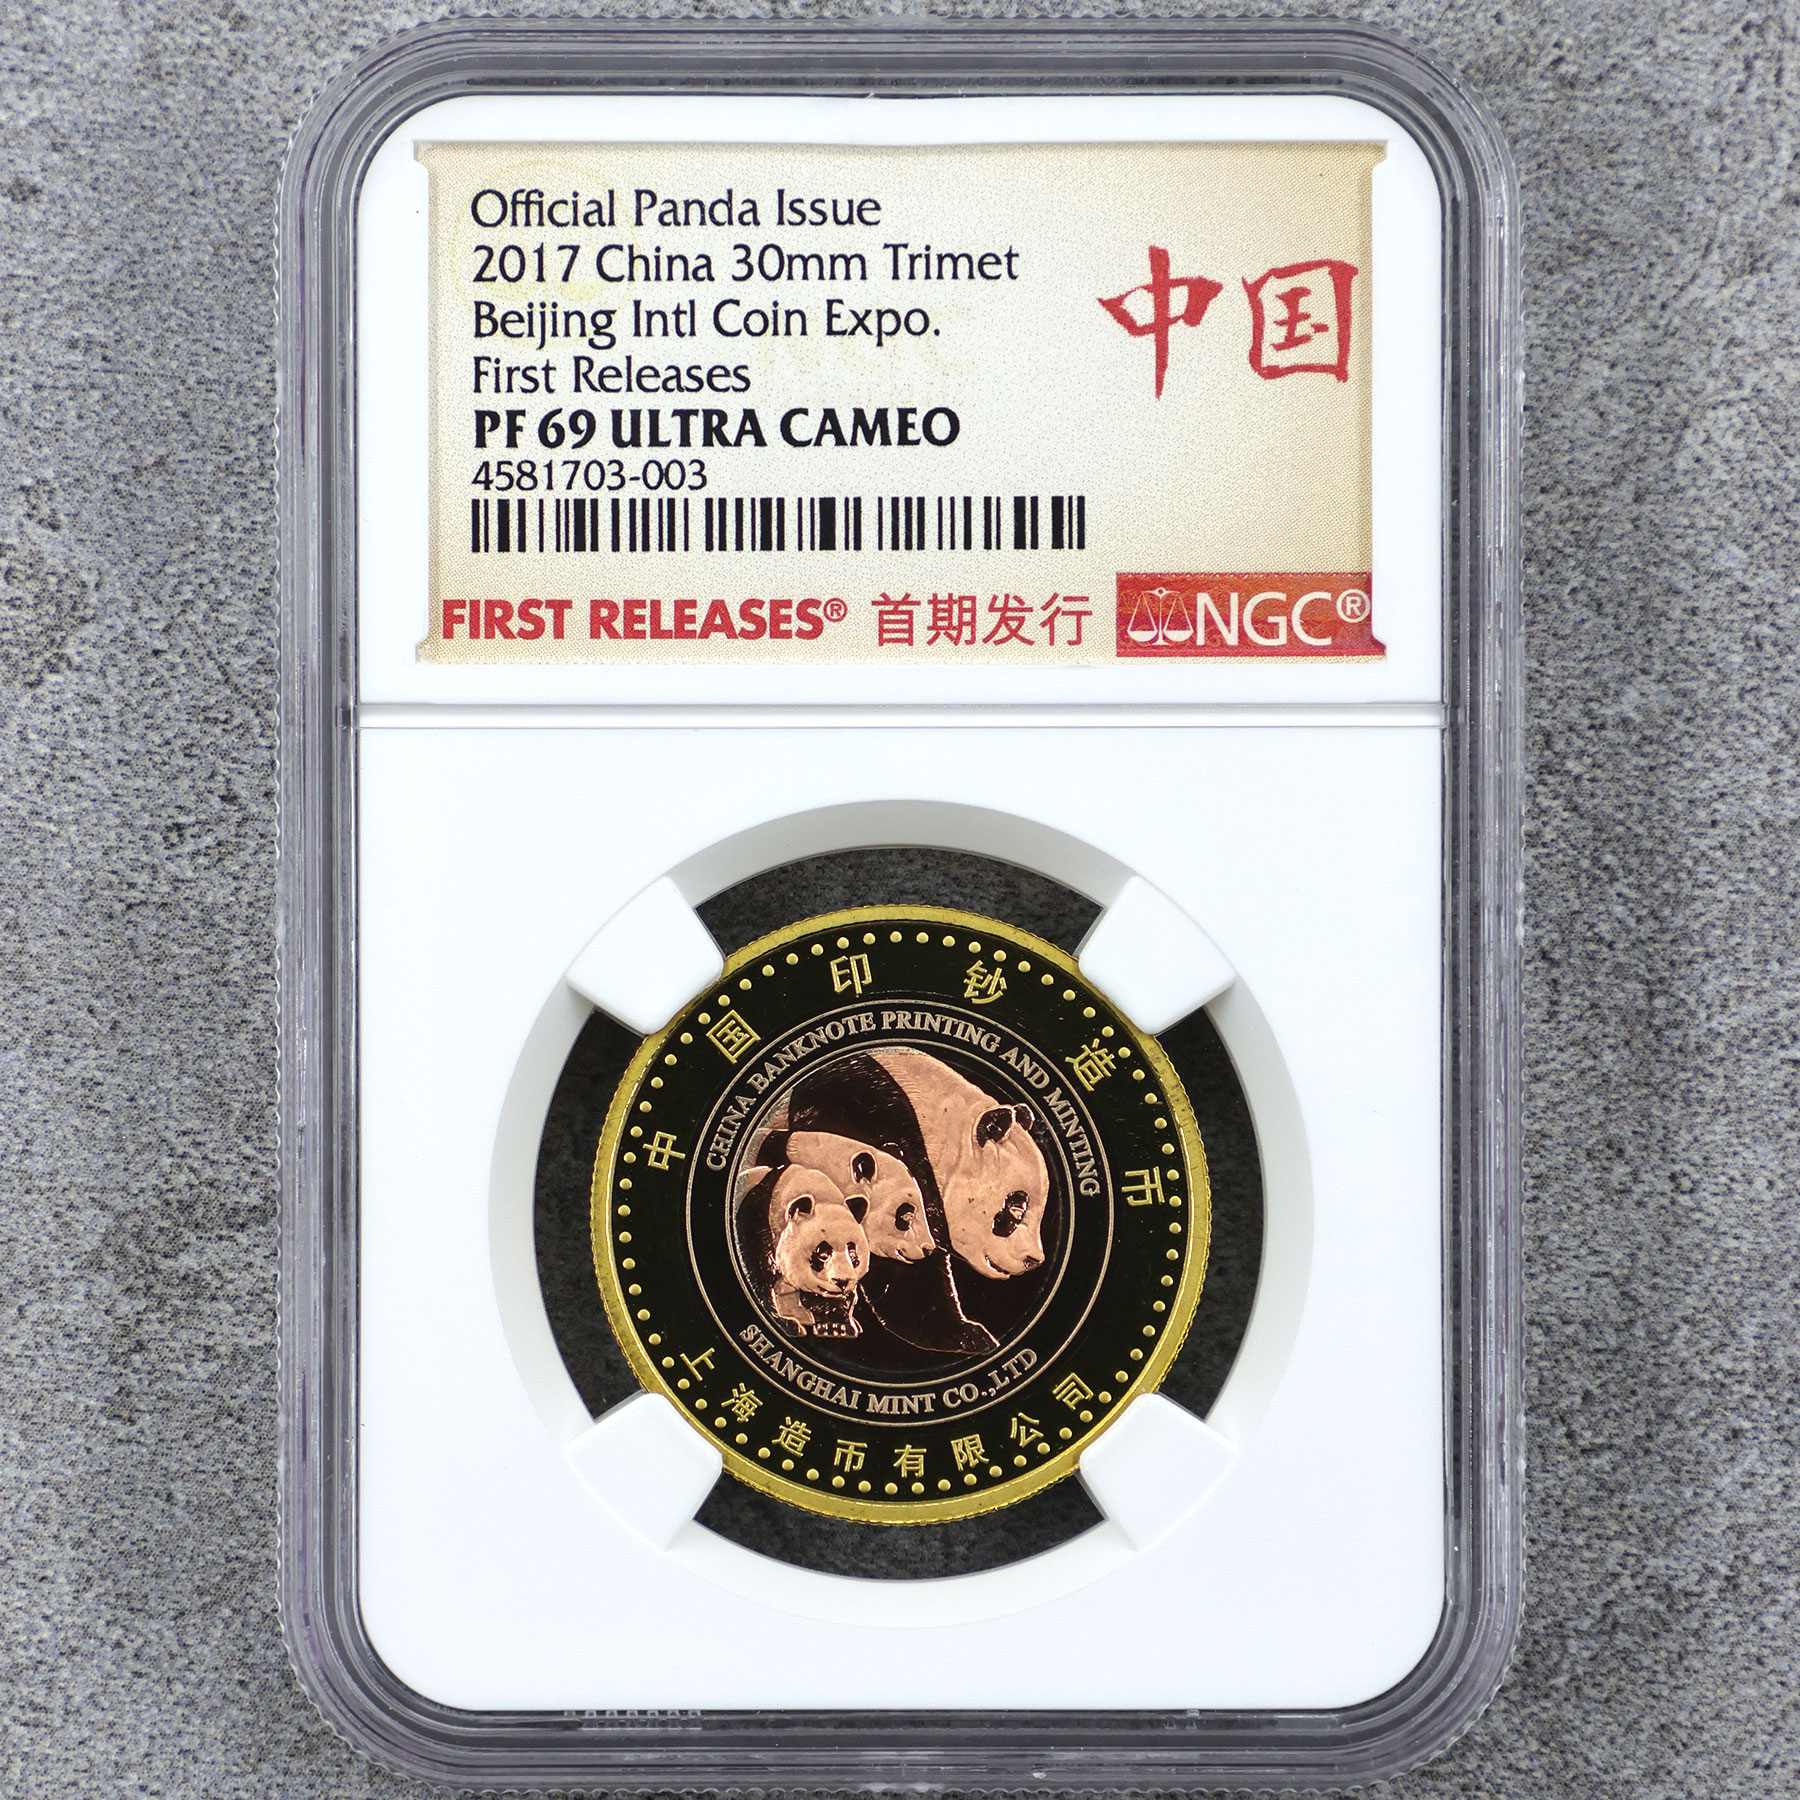 Official Panda Issue
2017 China 30mm Trimet
Beijing Intl Coin Expo.
First Releases
PF 69 ULTRA CAMEO
4581703-003
中国
FIRST RELEASES® 首期发行 NGC®
中国印钞造币
CHINA BANKNOTE PRINTING AND MINTING
SHANGHAI MINT CO.,LTD
上海造币有限公司